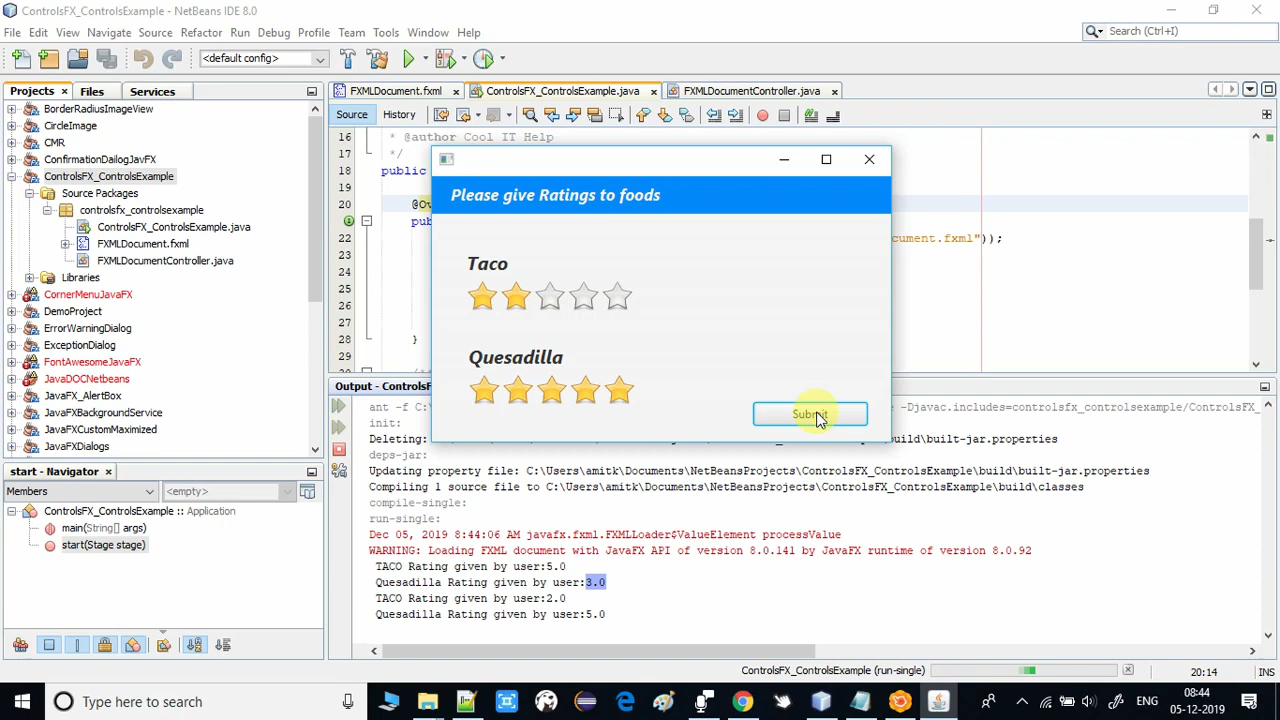 ControlsFX_ControlsExample - NetBeans IDE 8.0
File Edit View Navigate Source Refactor Run Debug Profile Team Tools Window Help
Search (Ctrl+I)
<default config>
Projects Files Services
FXMLDocument.fxml ControlsFX_ControlsExample.java FXMLDocumentController.java
Source History
BorderRadiusImageView
CircleImage
CMR
ConfirmationDailogJavFX
ControlsFX_ControlsExample
Source Packages
controlsfx_controlsexample
ControlsFX_ControlsExample.java
FXMLDocument.fxml
FXMLDocumentController.java
Libraries
CornerMenuJavaFX
DemoProject
ErrorWarningDialog
ExceptionDialog
FontAwesomeJavaFX
JavaDOCNetbeans
JavaFX_AlertBox
JavaFXBackgroundService
JavaFXCustomMaximized
JavaFXDialogs
16 * @author Cool IT Help
17 */
18 public
19
20
22 cument.fxml"));
23
24
25
26
27
28 }
Please give Ratings to foods
Taco
Quesadilla
Submit
start - Navigator
Members <empty>
ControlsFX_ControlsExample :: Application
main(String[] args)
start(Stage stage)
Output - ControlsF
ant -f C:\ -Djavac.includes=controlsfx_controlsexample/ControlsFX_
init:
Deleting: build\built-jar.properties
deps-jar:
Updating property file: C:\Users\amitk\Documents\NetBeansProjects\ControlsFX_ControlsExample\build\built-jar.properties
Compiling 1 source file to C:\Users\amitk\Documents\NetBeansProjects\ControlsFX_ControlsExample\build\classes
compile-single:
run-single:
Dec 05, 2019 8:44:06 AM javafx.fxml.FXMLLoader$ValueElement processValue
WARNING: Loading FXML document with JavaFX API of version 8.0.141 by JavaFX runtime of version 8.0.92
TACO Rating given by user:5.0
Quesadilla Rating given by user:3.0
TACO Rating given by user:2.0
Quesadilla Rating given by user:5.0
ControlsFX_ControlsExample (run-single)
20:14 INS
Type here to search
ENG
08:44
05-12-2019